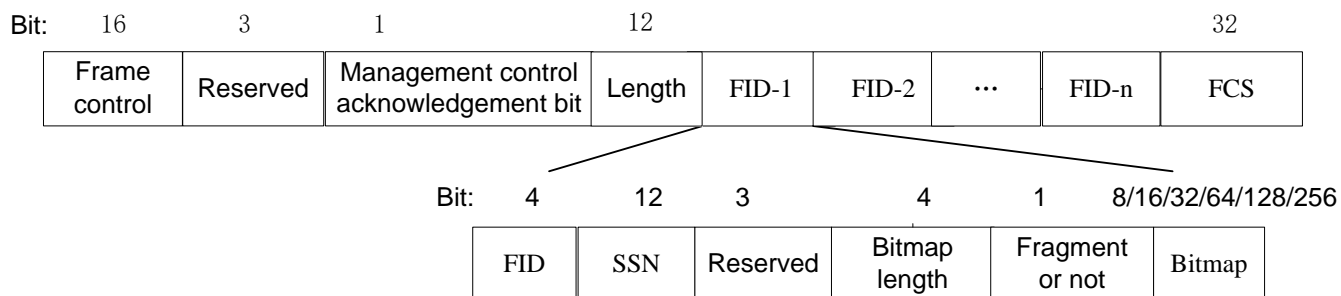 Bit: 16 3 1 12 32
Frame control Reserved Management control acknowledgement bit Length FID-1 FID-2 ... FID-n FCS
Bit: 4 12 3 4 1 8/16/32/64/128/256
FID SSN Reserved Bitmap length Fragment or not Bitmap